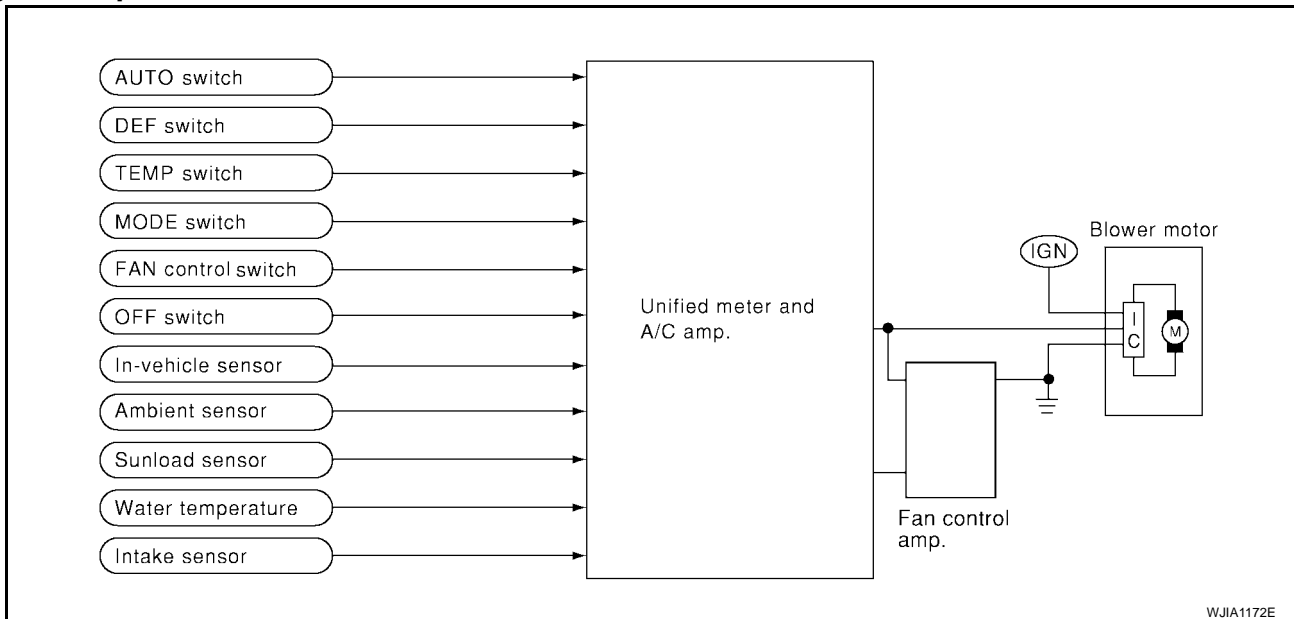 AUTO switch
DEF switch
TEMP switch
MODE switch
FAN control switch
OFF switch
In-vehicle sensor
Ambient sensor
Sunload sensor
Water temperature
Intake sensor
Unified meter and
A/C amp.
Fan control
amp.
IGN
Blower motor
I
C
M
WJIA1172E